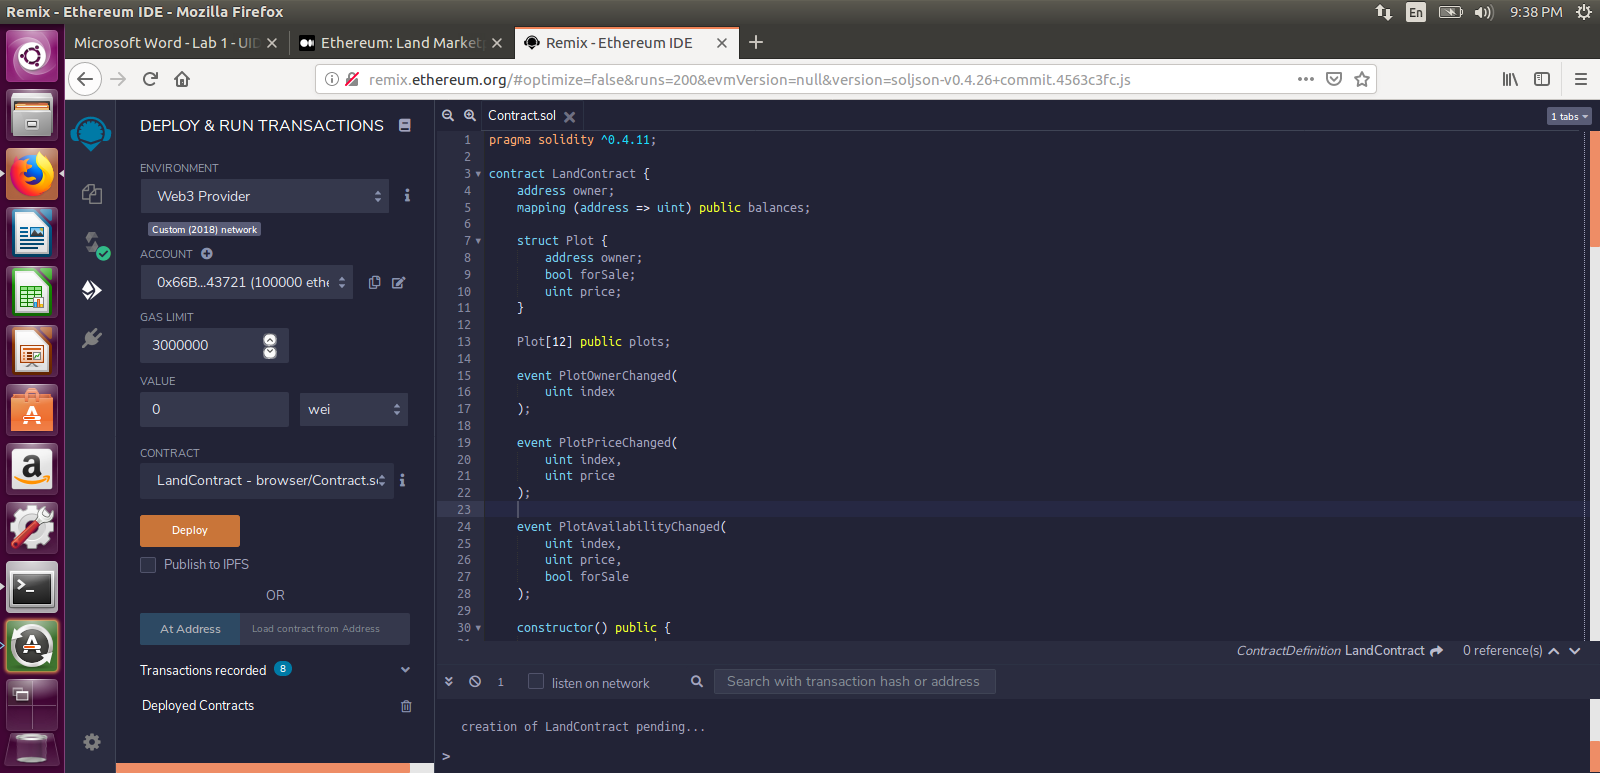 Remix - Ethereum IDE - Mozilla Firefox
En
9:38 PM
Microsoft Word - Lab 1 - UID
Ethereum: Land Marketp
Remix - Ethereum IDE
remix.ethereum.org/#optimize=false&runs=200&evmVersion=null&version=soljson-v0.4.26+commit.4563c3fc.js
DEPLOY & RUN TRANSACTIONS
ENVIRONMENT
Web3 Provider
Custom (2018) network
ACCOUNT
0x66B...43721 (100000 ethe
GAS LIMIT
3000000
VALUE
0
wei
CONTRACT
LandContract - browser/Contract.so
Deploy
Publish to IPFS
OR
At Address
Load contract from Address
Transactions recorded 8
Deployed Contracts
Contract.sol
1 tabs
1 pragma solidity ^0.4.11;
2
3 contract LandContract {
4 address owner;
5 mapping (address => uint) public balances;
6
7 struct Plot {
8 address owner;
9 bool forSale;
10 uint price;
11 }
12
13 Plot[12] public plots;
14
15 event PlotOwnerChanged(
16 uint index
17 );
18
19 event PlotPriceChanged(
20 uint index,
21 uint price
22 );
23
24 event PlotAvailabilityChanged(
25 uint index,
26 uint price,
27 bool forSale
28 );
29
30 constructor() public {
ContractDefinition LandContract
0 reference(s)
1
listen on network
Search with transaction hash or address
creation of LandContract pending...
>